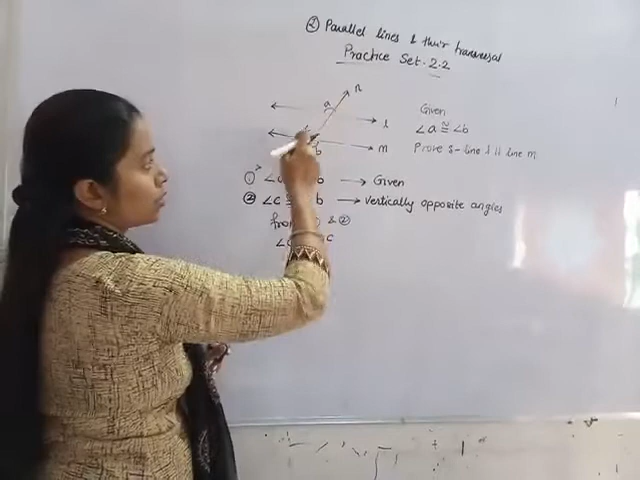 ② Parallel lines & their transversal
Practice Set. 2.2
n
a
l
m
b
Given
∠a ≅ ∠b
Prove :- line l || line m
① ∠ b → Given
② ∠c ≅ b → vertically opposite angles
from & ②
∠ c